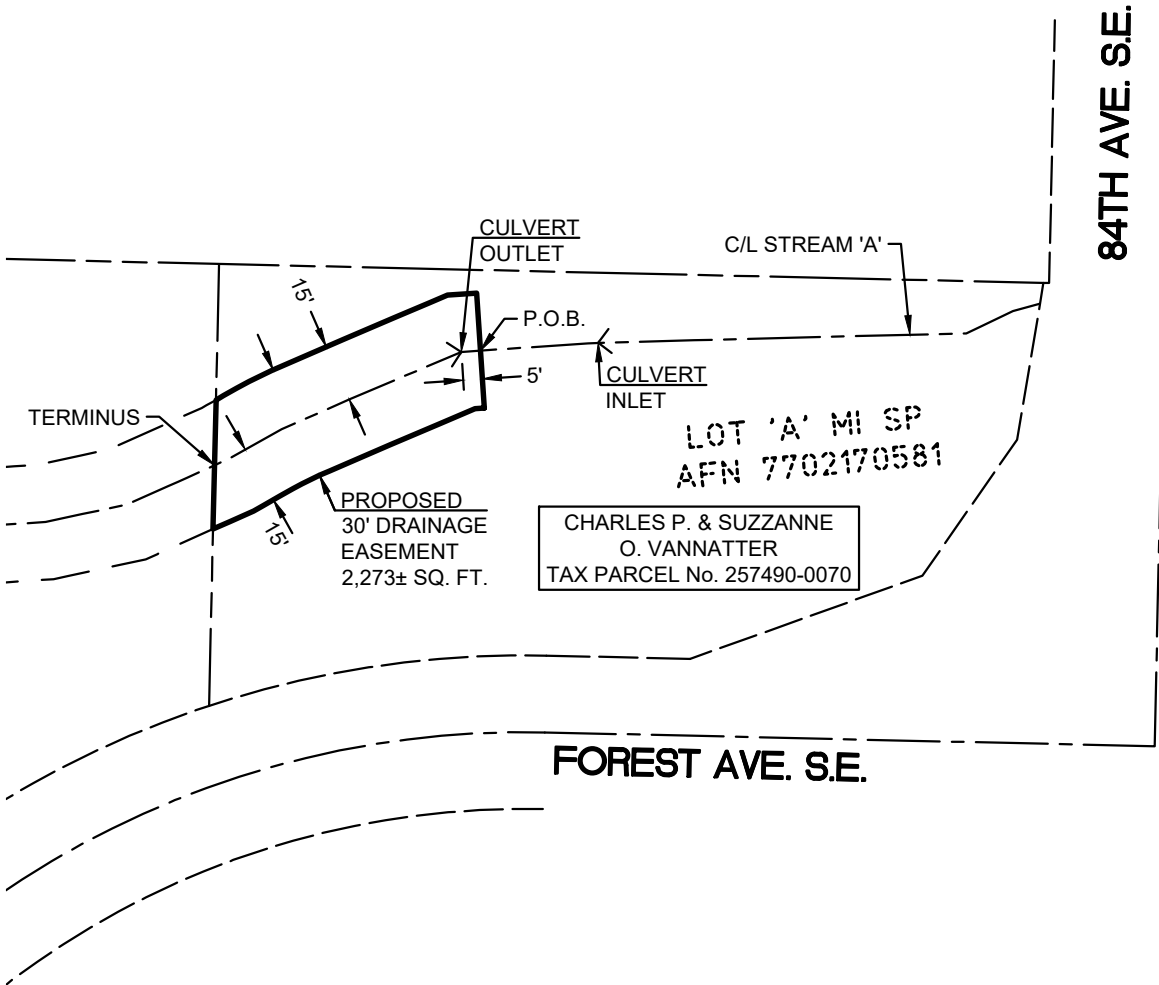 84TH AVE. S.E.
CULVERT
OUTLET
C/L STREAM 'A'
15'
P.O.B.
5'
CULVERT
INLET
TERMINUS
LOT 'A' MI SP
AFN 7702170581
PROPOSED
30' DRAINAGE
EASEMENT
2,273± SQ. FT.
15'
CHARLES P. & SUZZANNE
O. VANNATTER
TAX PARCEL No. 257490-0070
FOREST AVE. S.E.